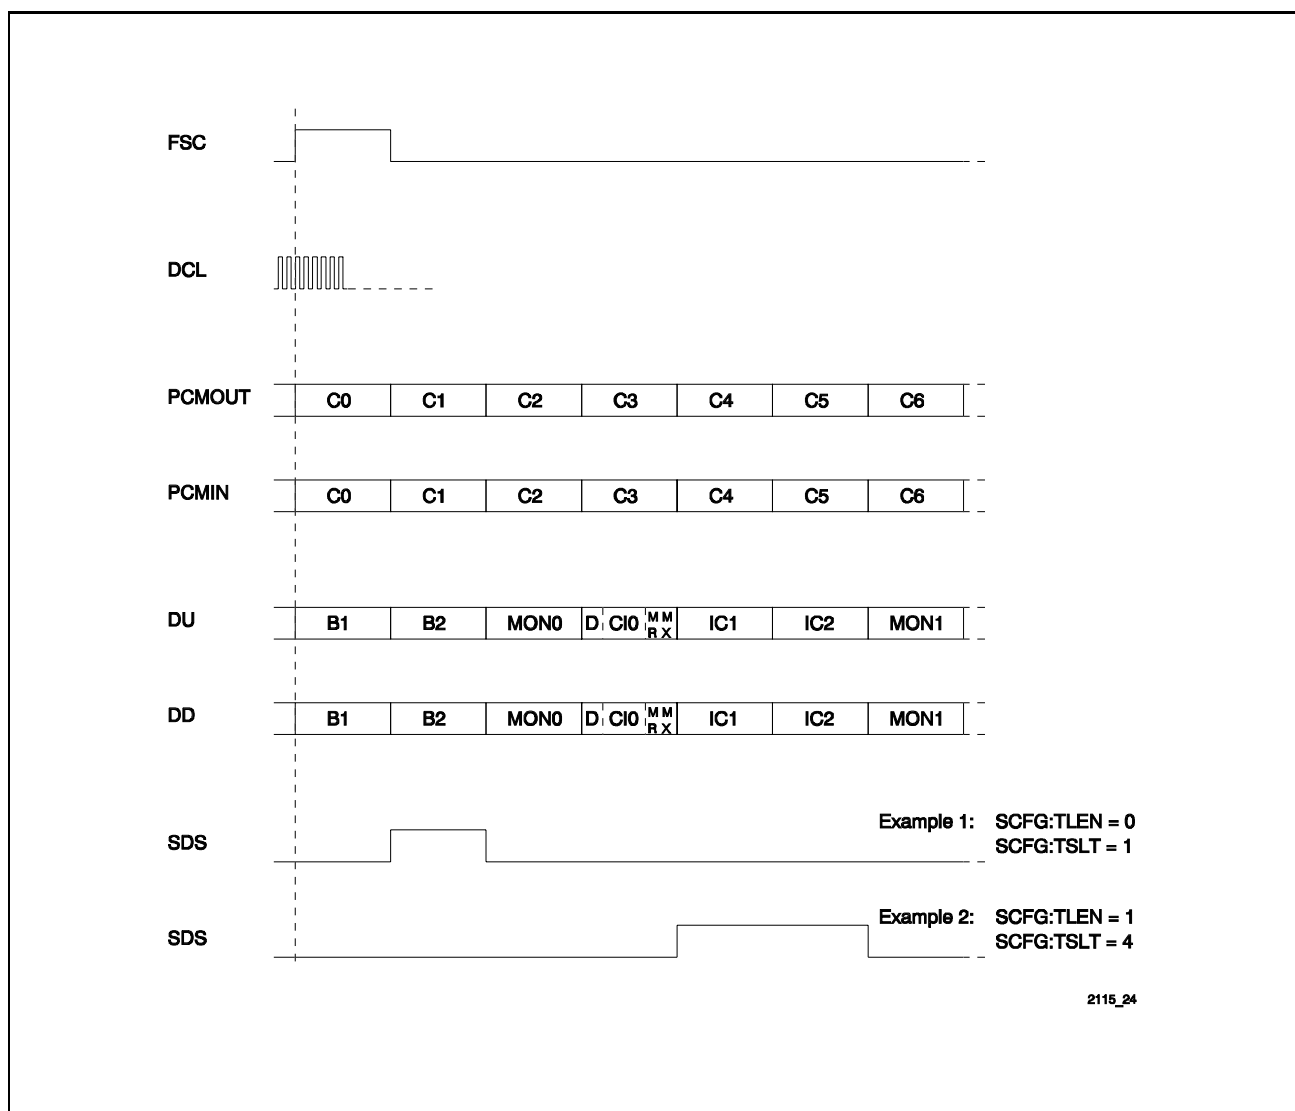 FSC
DCL
PCMOUT C0 C1 C2 C3 C4 C5 C6
PCMIN C0 C1 C2 C3 C4 C5 C6
DU B1 B2 MON0 D CI0 M M IC1 IC2 MON1
R X
DD B1 B2 MON0 D CI0 M M IC1 IC2 MON1
R X
Example 1: SCFG:TLEN = 0
SDS SCFG:TSLT = 1
Example 2: SCFG:TLEN = 1
SDS SCFG:TSLT = 4
2115_24